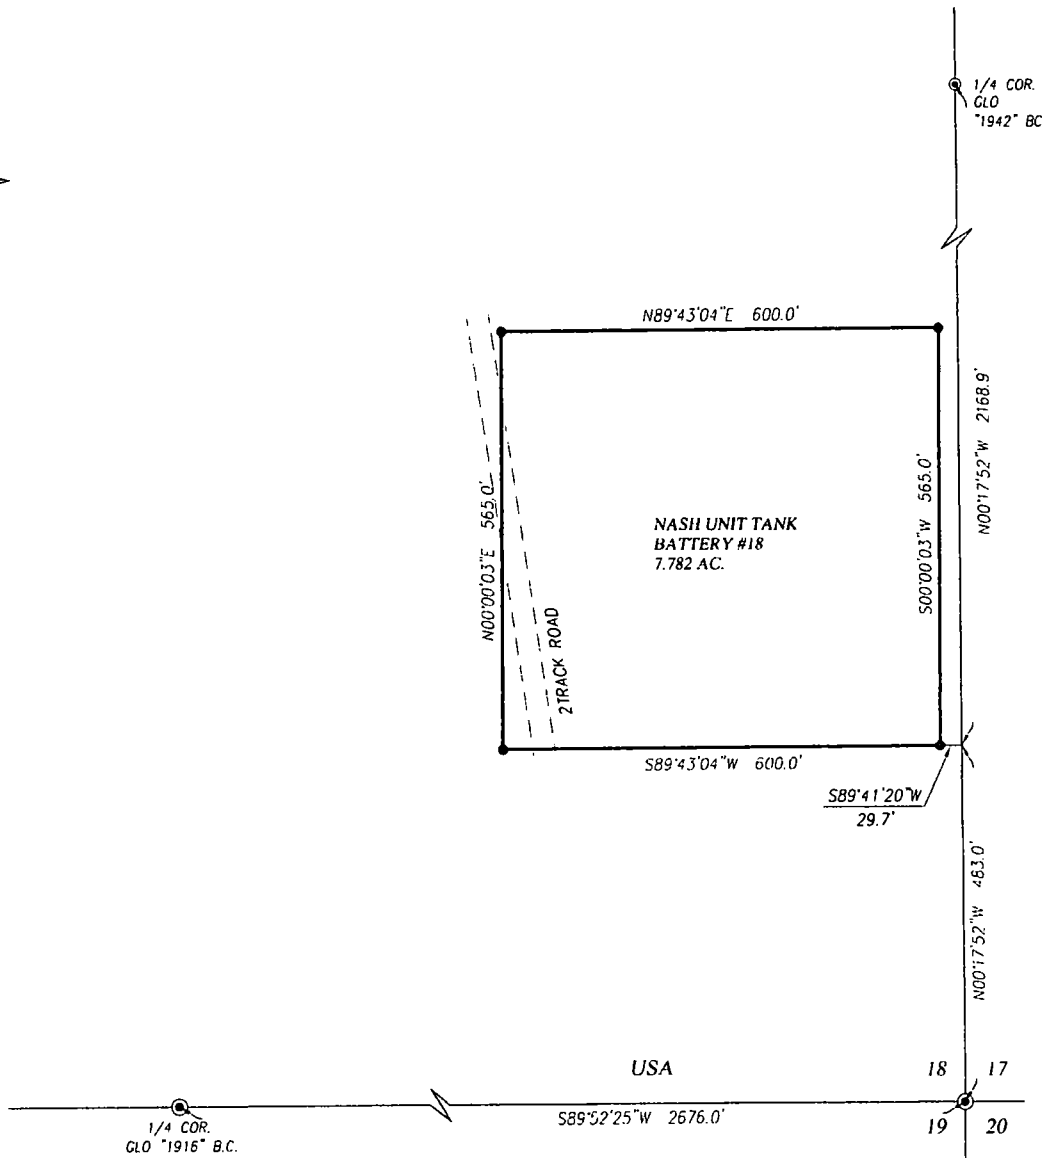 1/4 COR.
GLO
"1942" BC
N89°43'04"E 600.0'
N00°17'52"W 2168.9'
N00°00'03"E 565.0'
S00°00'03"W 565.0'
NASH UNIT TANK
BATTERY #18
7.782 AC.
2 TRACK ROAD
S89°43'04"W 600.0'
S89°41'20"W
29.7'
N00°17'52"W 483.0'
USA
18 17
S89°52'25"W 2676.0'
19 20
1/4 COR.
GLO "1916" B.C.